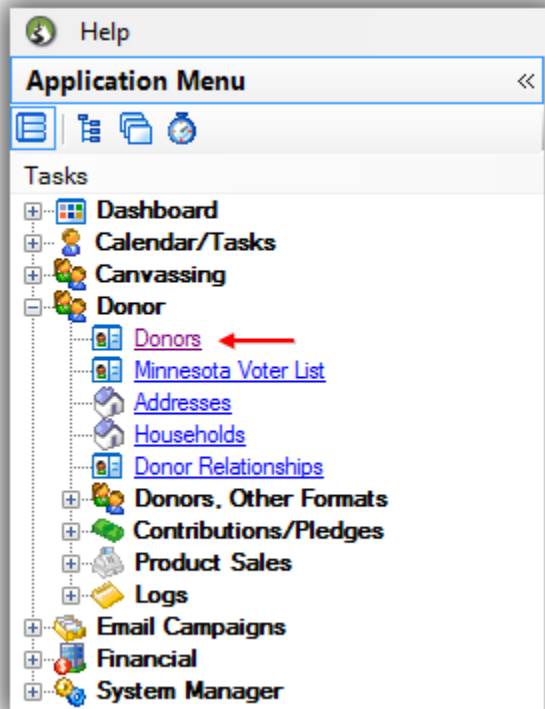 Help
Application Menu
Tasks
Dashboard
Calendar/Tasks
Canvassing
Donor
Donors
Minnesota Voter List
Addresses
Households
Donor Relationships
Donors, Other Formats
Contributions/Pledges
Product Sales
Logs
Email Campaigns
Financial
System Manager